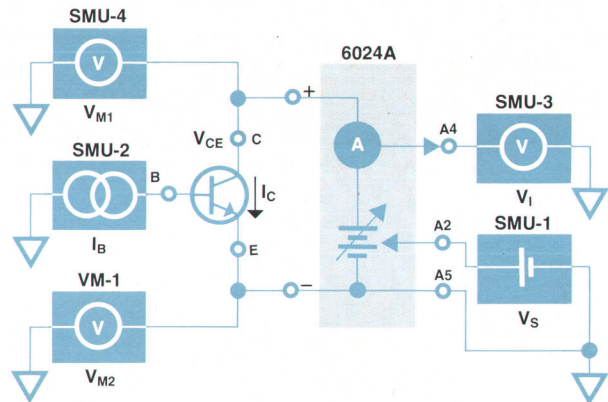 SMU-4
V
VM1
SMU-2
B
IB
VM-1
V
VM2
VCE
C
IC
E
+
−
6024A
A
A4
SMU-3
V
VI
A2
SMU-1
A5
VS